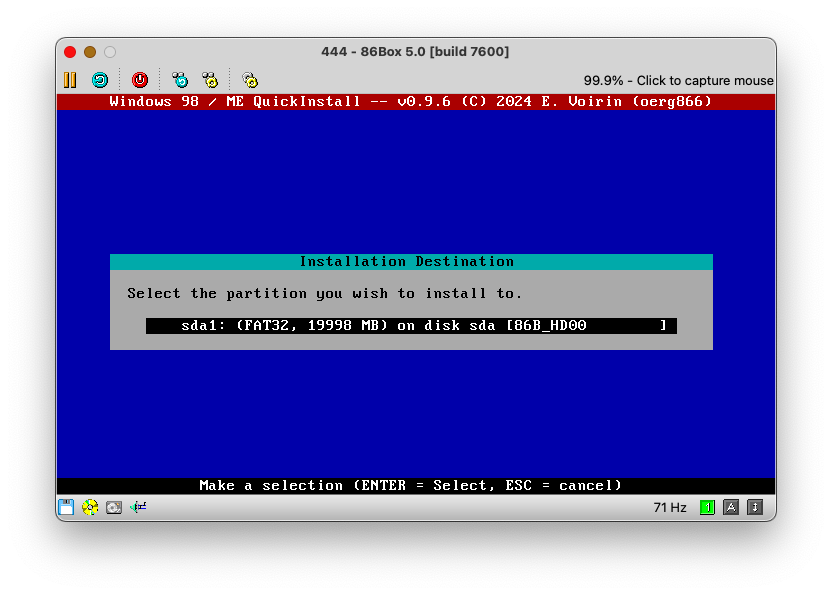 444 - 86Box 5.0 [build 7600]
99.9% - Click to capture mouse
Windows 98 / ME QuickInstall -- v0.9.6 (C) 2024 E. Voirin (oerg866)
Installation Destination
Select the partition you wish to install to.
sda1: (FAT32, 19998 MB) on disk sda [86B_HD00 ]
Make a selection (ENTER = Select, ESC = cancel)
71 Hz 1 A